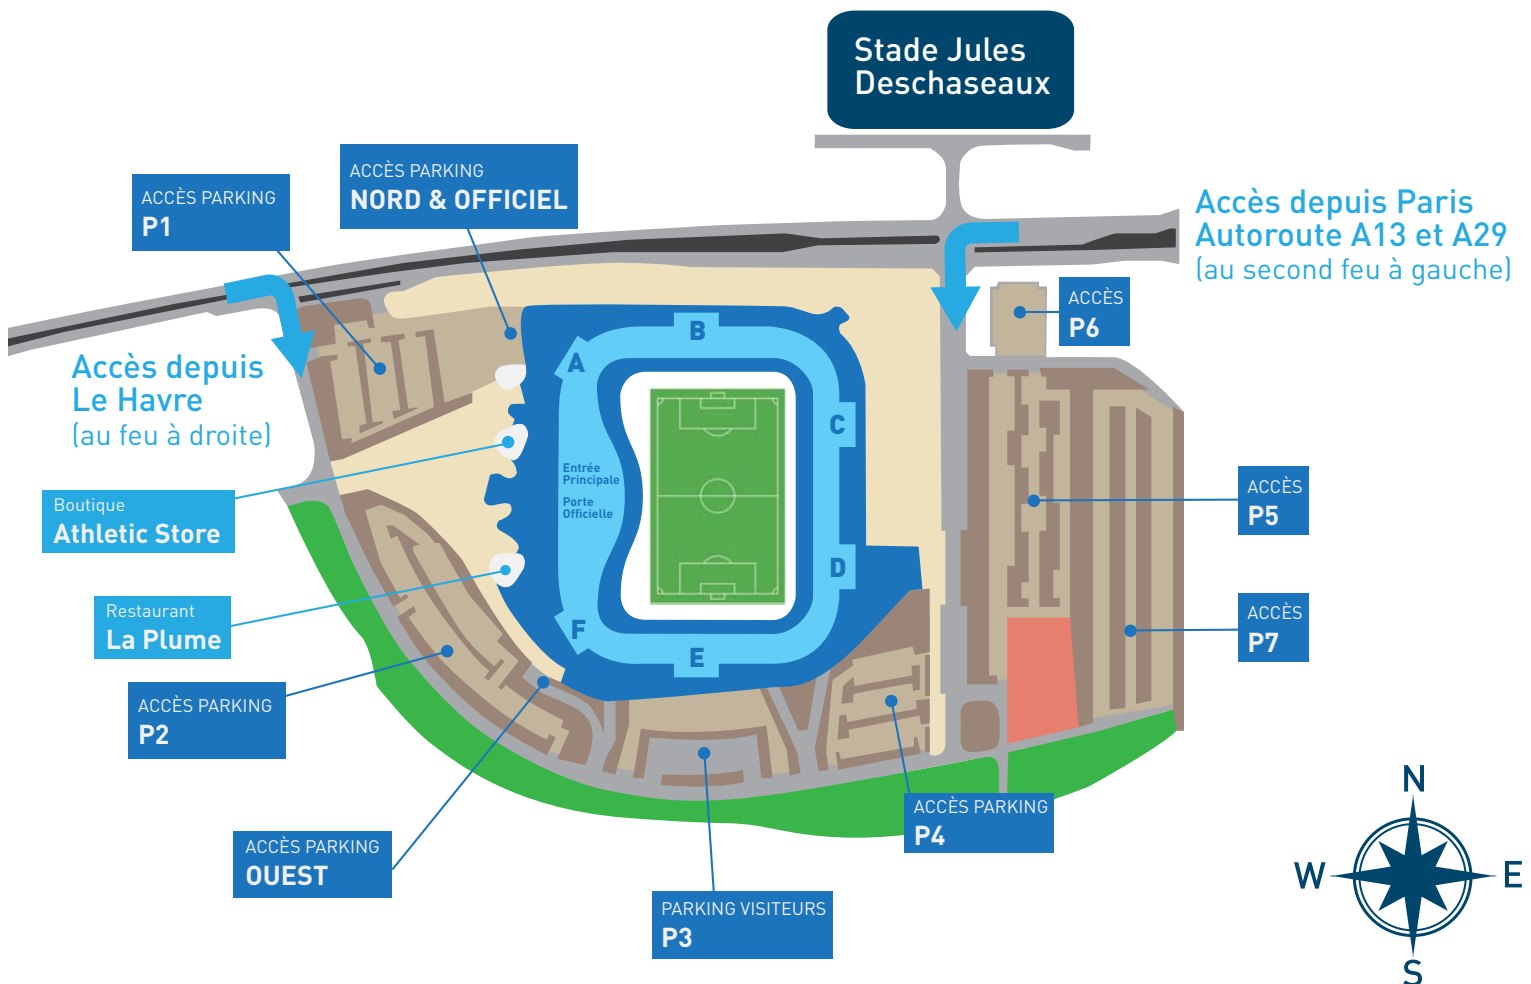 Stade Jules
Deschaseaux
ACCÈS PARKING
NORD & OFFICIEL
ACCÈS PARKING
P1
Accès depuis Paris
Autoroute A13 et A29
(au second feu à gauche)
ACCÈS
P6
Accès depuis
Le Havre
(au feu à droite)
A
B
C
D
E
F
Entrée
Principale
Porte
Officielle
Boutique
Athletic Store
ACCÈS
P5
Restaurant
La Plume
ACCÈS
P7
ACCÈS PARKING
P2
ACCÈS PARKING
OUEST
ACCÈS PARKING
P4
PARKING VISITEURS
P3
N
W
E
S